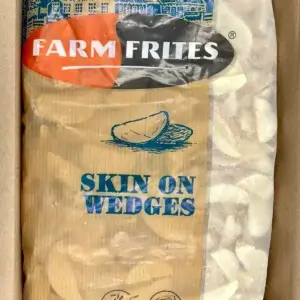 FARM FRITES®
SKIN ON
WEDGES